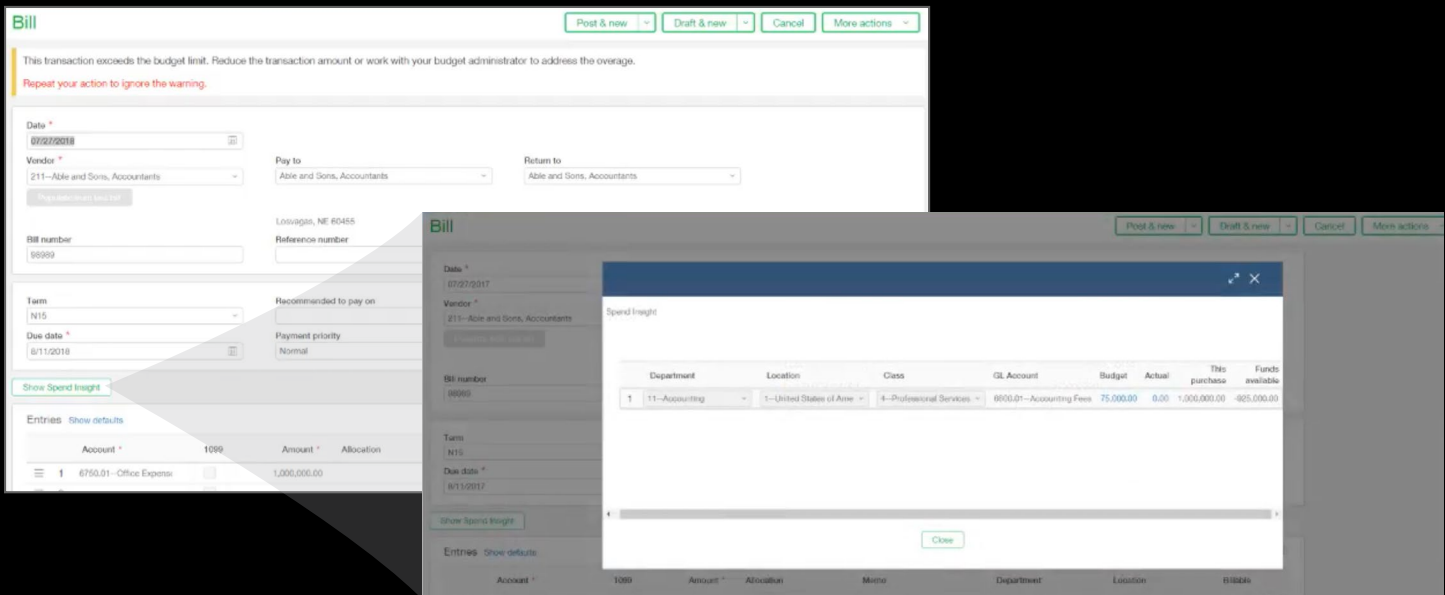 Bill
Post & new
Draft & new
Cancel
More actions
This transaction exceeds the budget limit. Reduce the transaction amount or work with your budget administrator to address the overage.
Repeat your action to ignore the warning.
Date *
07/27/2018
Vendor *
Pay to
Return to
211--Able and Sons, Accountants
Able and Sons, Accountants
Able and Sons, Accountants
Losvegas, NE 60455
Bill number
Reference number
98989
Term
Recommended to pay on
N15
Due date *
Payment priority
8/11/2018
Normal
Show Spend Insight
Entries Show defaults
Account * 1099 Amount * Allocation
1 6750.01--Office Expens 1,000,000.00
Bill
Post & new
Draft & new
Cancel
More actions
Date *
07/27/2017
Vendor *
211--Able and Sons, Accountants
Bill number
98989
Term
N15
Due date *
8/11/2017
Show Spend Insight
Entries Show defaults
Account * 1099 Amount * Allocation Memo Department Location Billable
Spend Insight
Department Location Class GL Account Budget Actual This purchase Funds available
1 11--Accounting 1--United States of Ame 4--Professional Services 6600.01--Accounting Fees 75,000.00 0.00 1,000,000.00 -925,000.00
Close